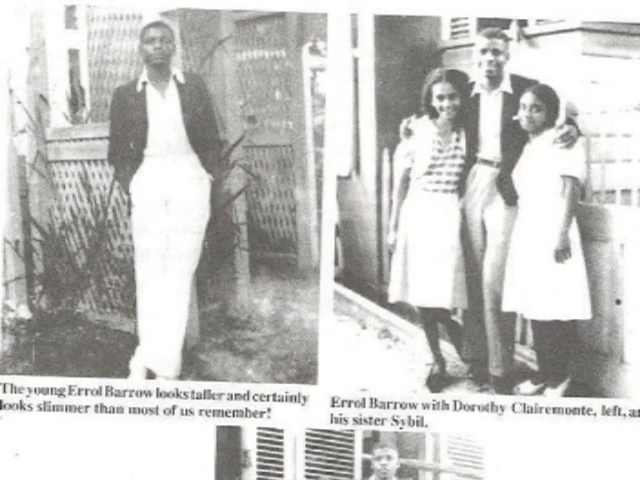 The young Errol Barrow looks taller and certainly
looks slimmer than most of us remember!
Errol Barrow with Dorothy Clairemonte, left, an
his sister Sybil.